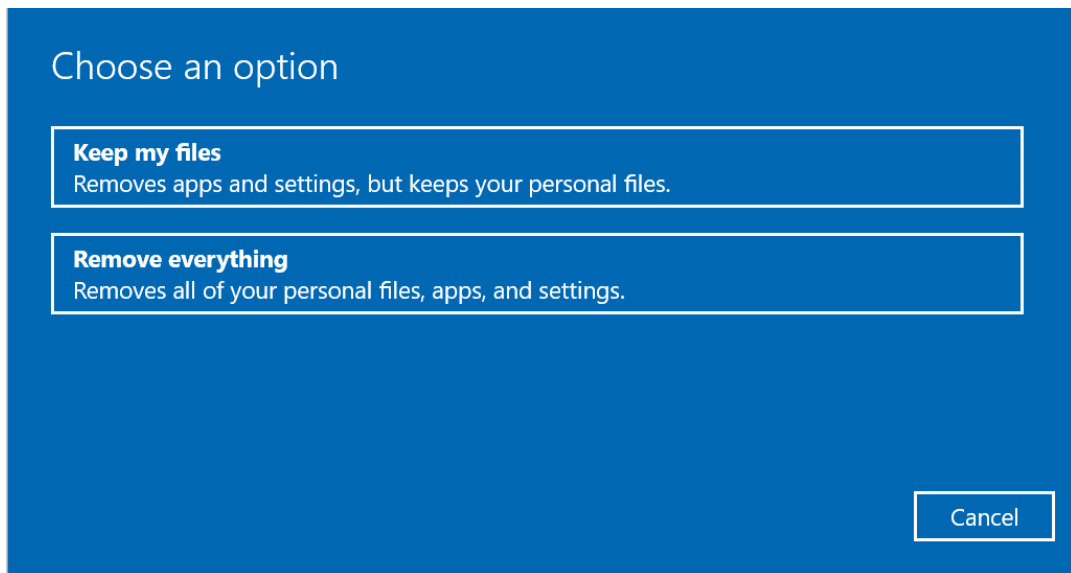 Choose an option
Keep my files
Removes apps and settings, but keeps your personal files.
Remove everything
Removes all of your personal files, apps, and settings.
Cancel